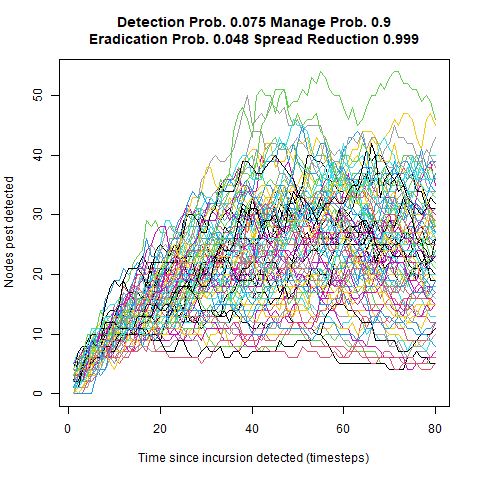 Detection Prob. 0.075 Manage Prob. 0.9
Eradication Prob. 0.048 Spread Reduction 0.999
Nodes pest detected
50
40
30
20
10
0
0 20 40 60 80
Time since incursion detected (timesteps)